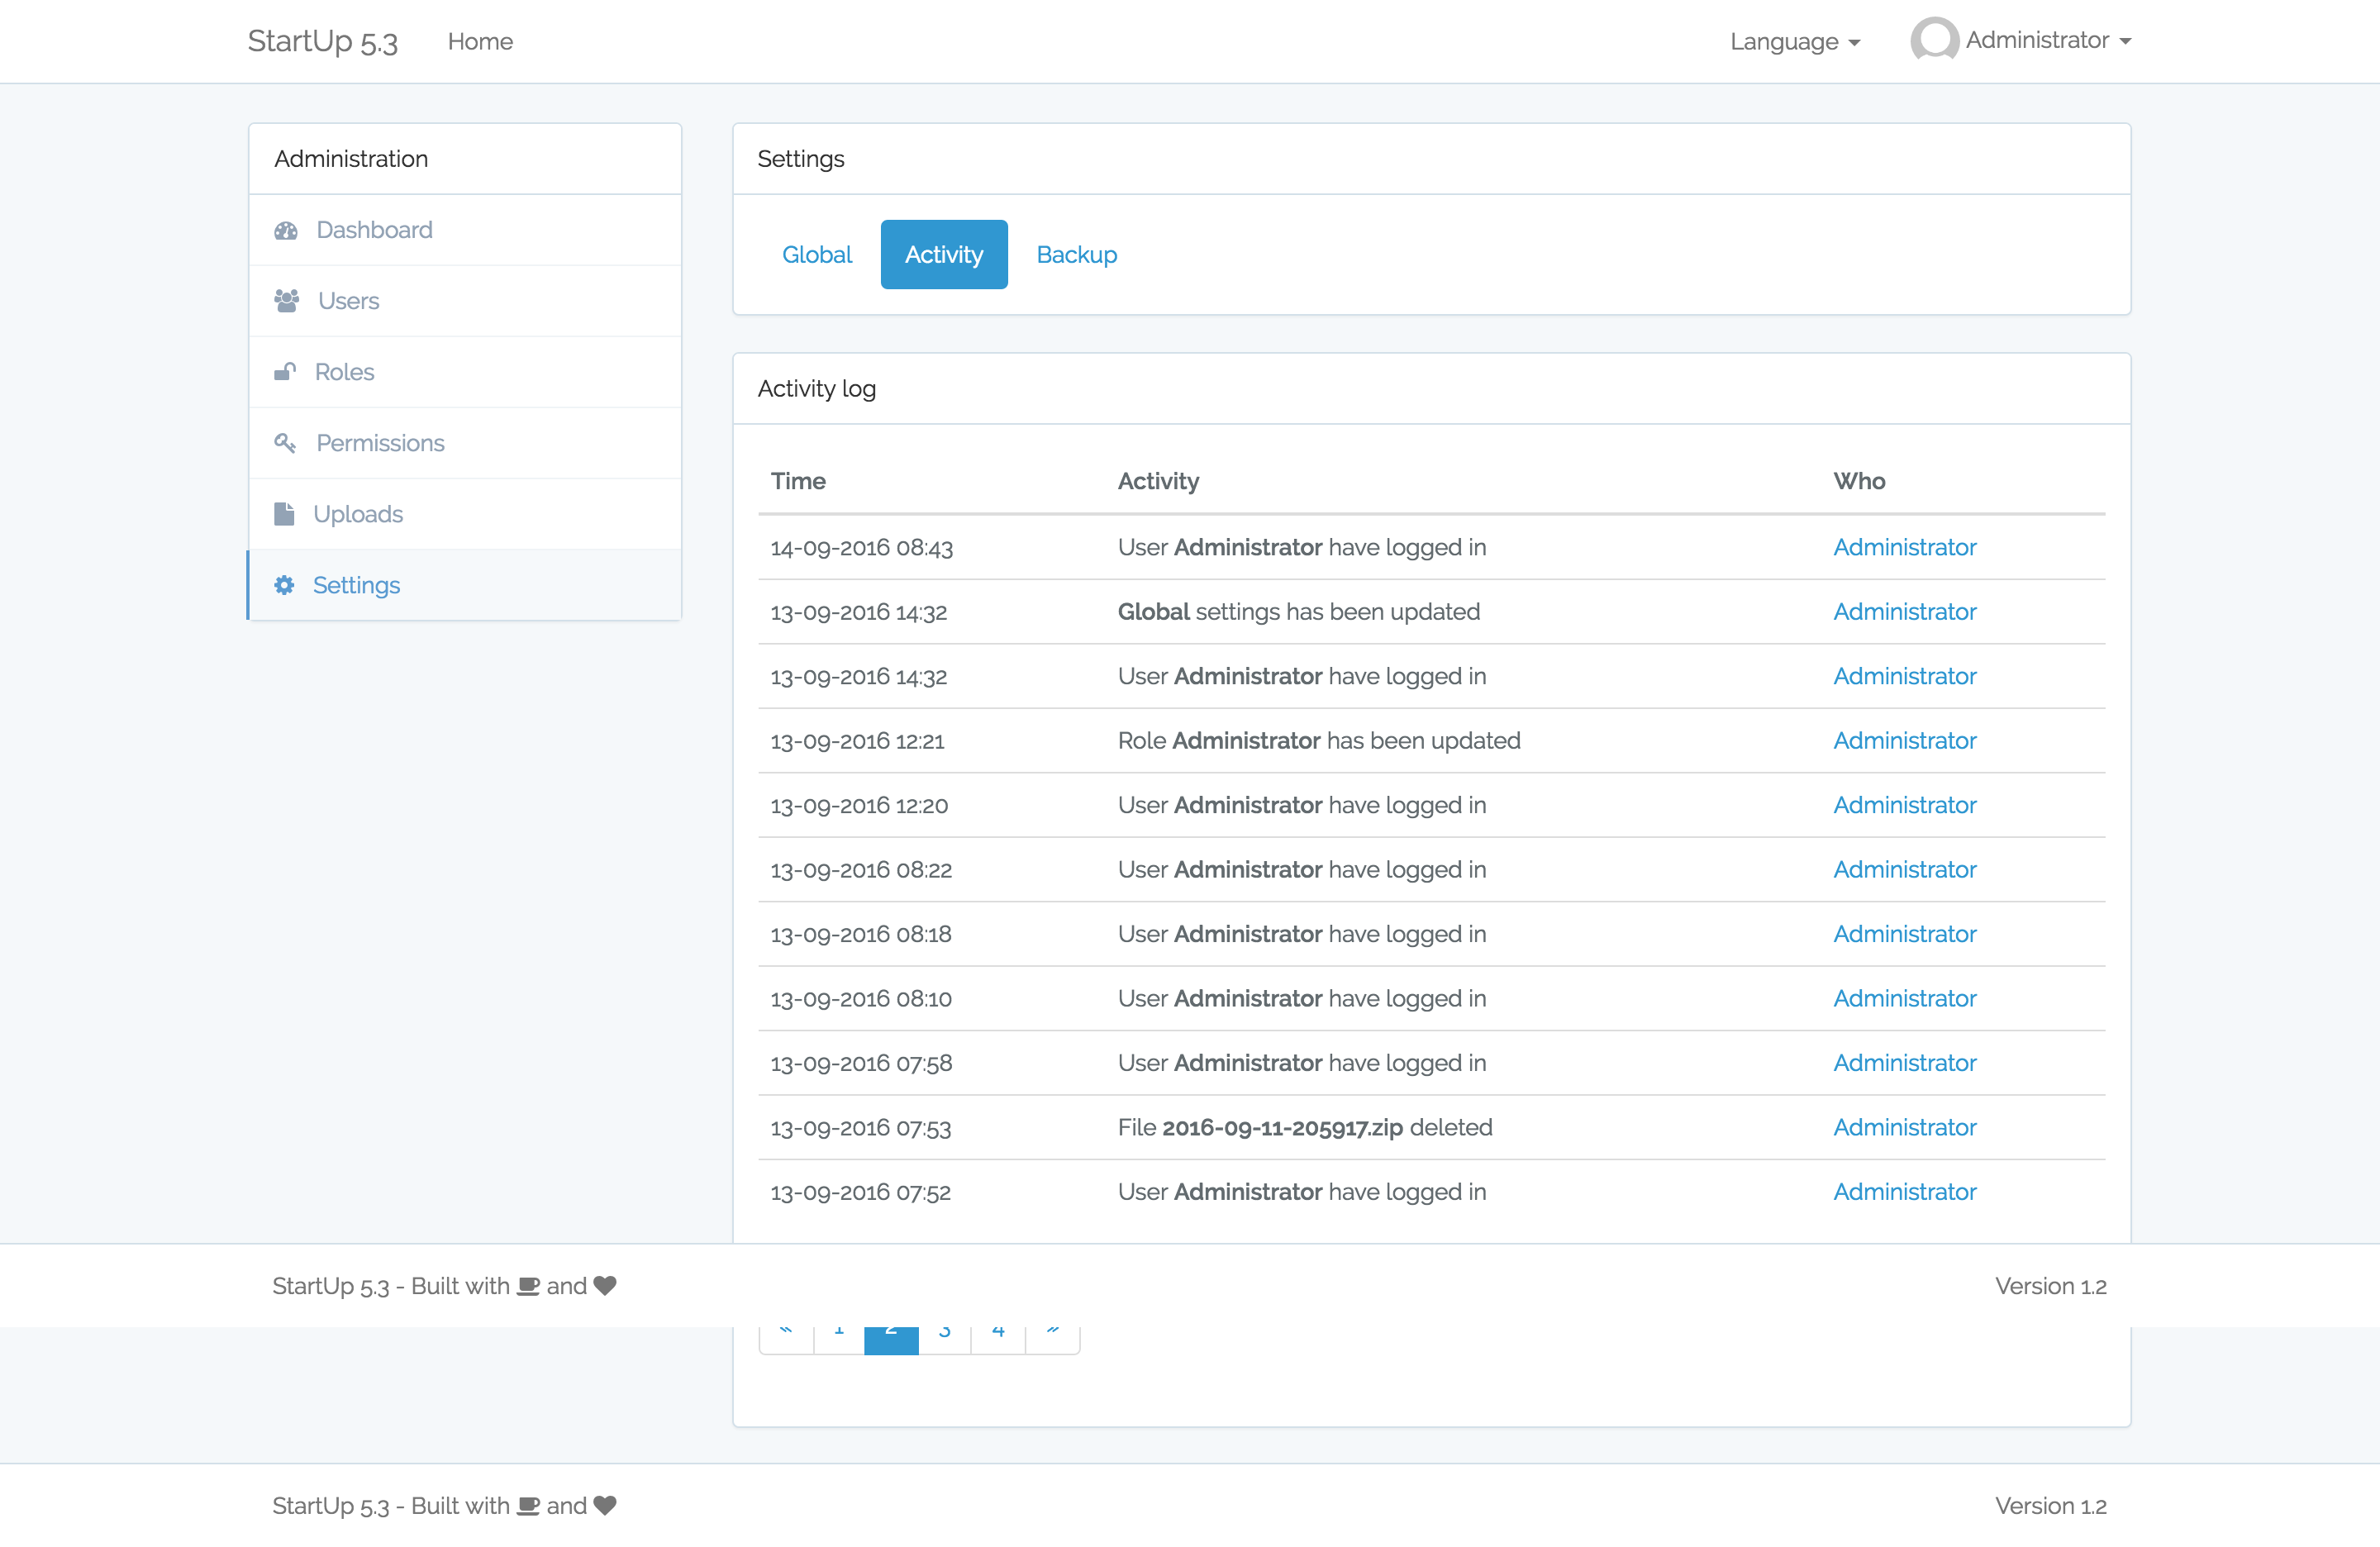 StartUp 5.3 Home Language Administrator
Administration
Dashboard
Users
Roles
Permissions
Uploads
Settings
Settings
Global Activity Backup
Activity log
Time Activity Who
14-09-2016 08:43 User Administrator have logged in Administrator
13-09-2016 14:32 Global settings has been updated Administrator
13-09-2016 14:32 User Administrator have logged in Administrator
13-09-2016 12:21 Role Administrator has been updated Administrator
13-09-2016 12:20 User Administrator have logged in Administrator
13-09-2016 08:22 User Administrator have logged in Administrator
13-09-2016 08:18 User Administrator have logged in Administrator
13-09-2016 08:10 User Administrator have logged in Administrator
13-09-2016 07:58 User Administrator have logged in Administrator
13-09-2016 07:53 File 2016-09-11-205917.zip deleted Administrator
13-09-2016 07:52 User Administrator have logged in Administrator
StartUp 5.3 - Built with and Version 1.2
« 1 2 3 4 »
StartUp 5.3 - Built with and Version 1.2